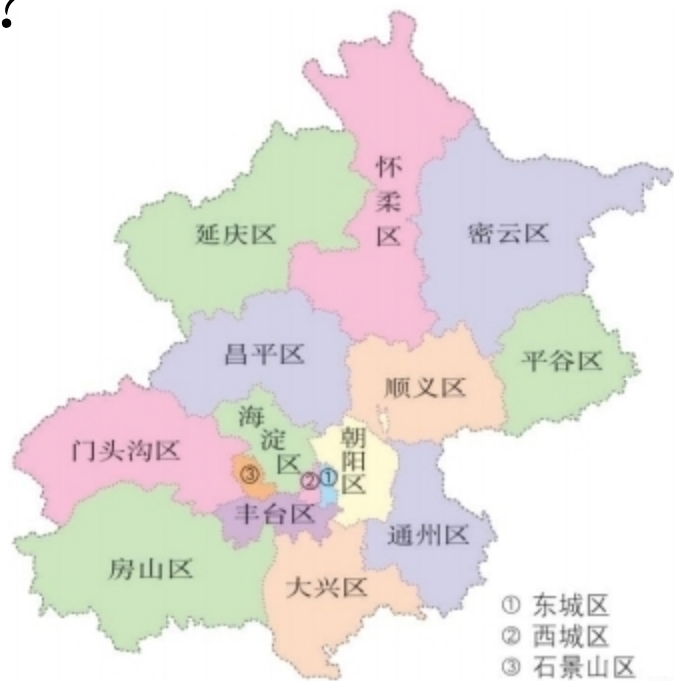 ?
怀柔区
延庆区
密云区
昌平区
平谷区
顺义区
海淀区
朝阳区
门头沟区
③
②
①
丰台区
通州区
房山区
大兴区
① 东城区
② 西城区
③ 石景山区